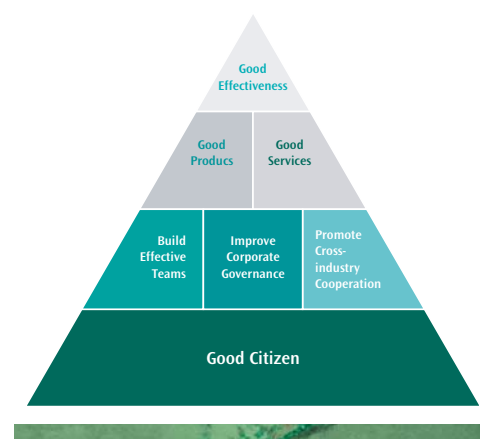 Good
Effectiveness
Good
Producs
Good
Services
Build
Effective
Teams
Improve
Corporate
Governance
Promote
Cross-
industry
Cooperation
Good Citizen